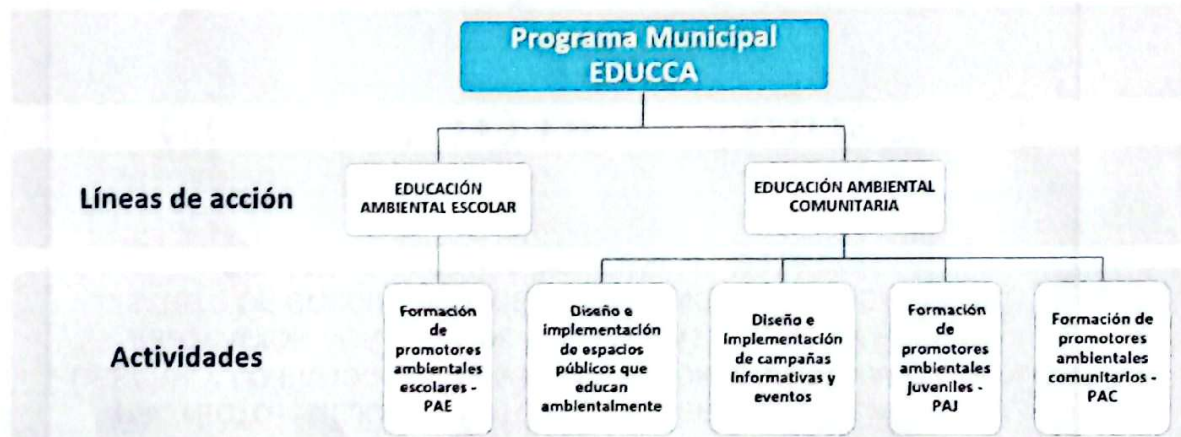 Programa Municipal
EDUCCA
Líneas de acción
EDUCACIÓN
AMBIENTAL ESCOLAR
EDUCACIÓN AMBIENTAL
COMUNITARIA
Actividades
Formación
de
promotores
ambientales
escolares -
PAE
Diseño e
implementación
de espacios
públicos que
educan
ambientalmente
Diseño e
implementación
de campañas
informativas y
eventos
Formación
de
promotores
ambientales
juveniles -
PAJ
Formación de
promotores
ambientales
comunitarios -
PAC